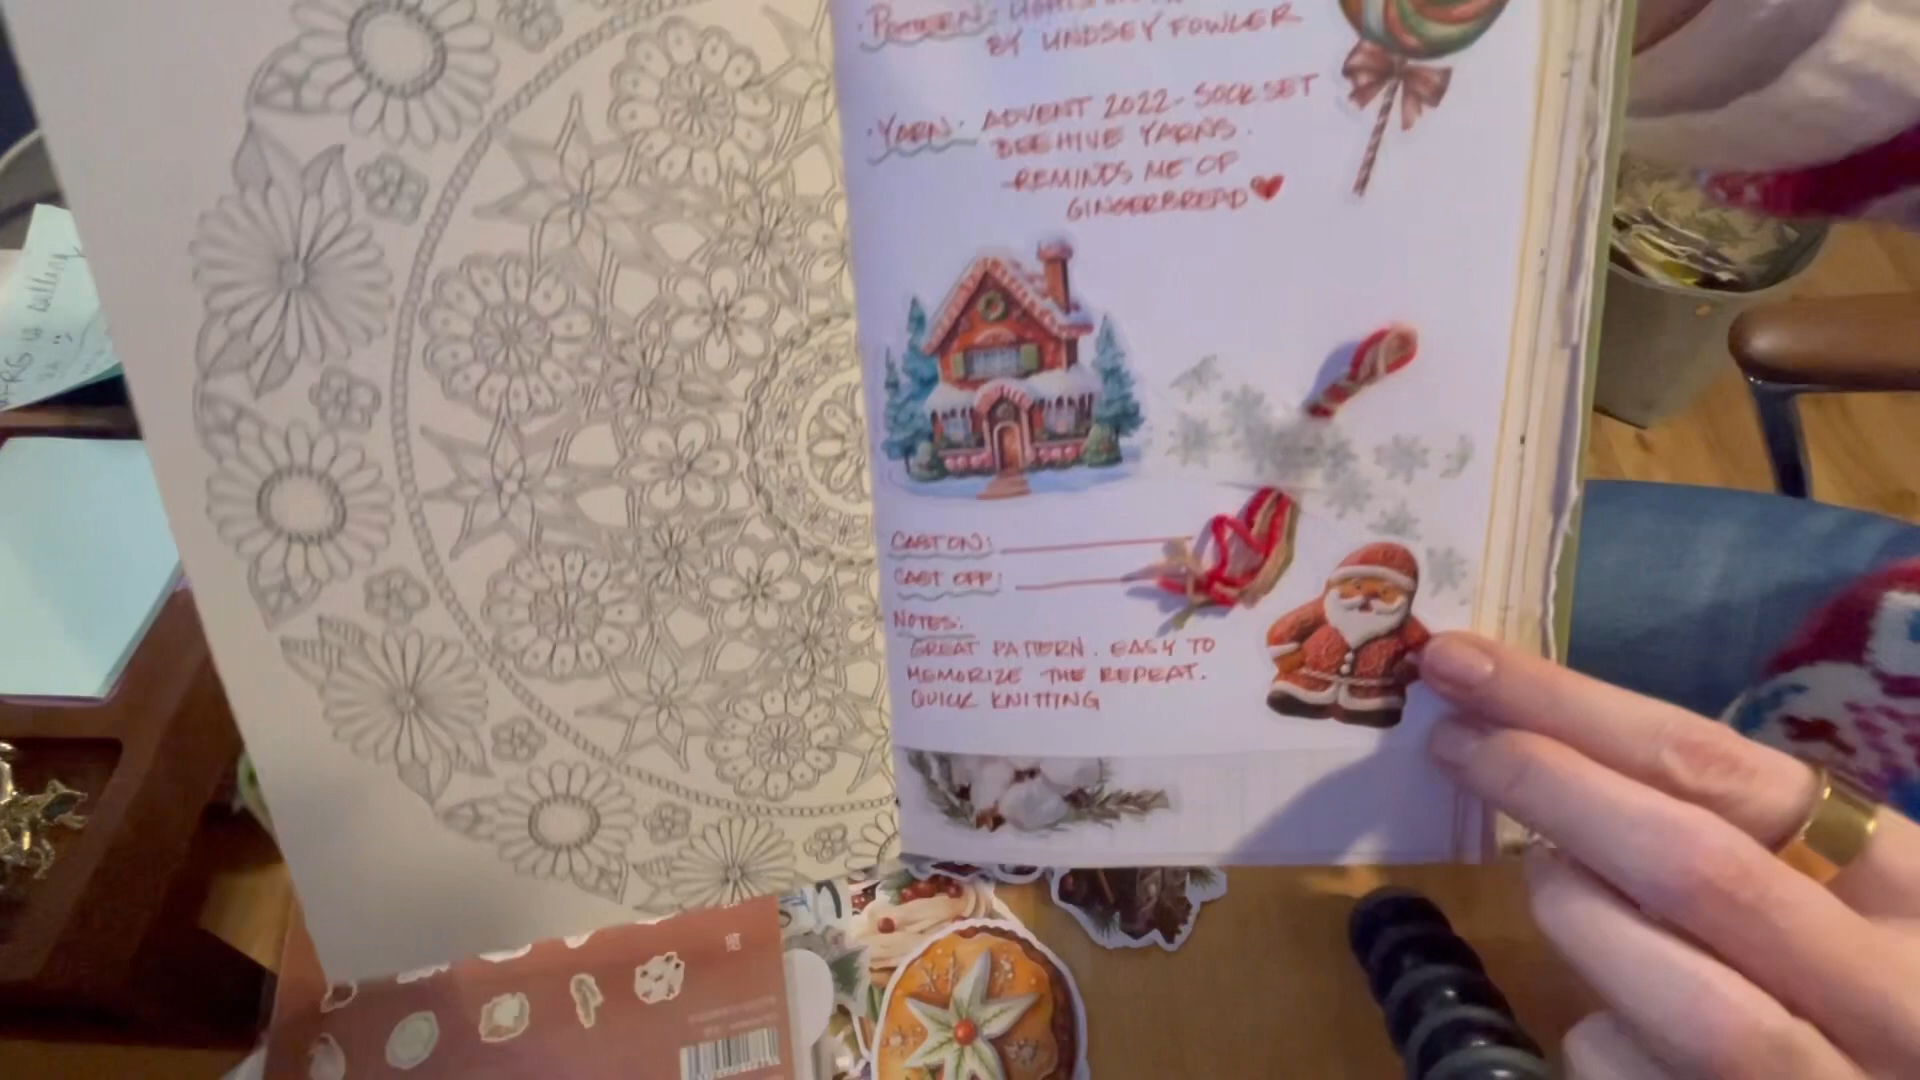 · PATTERN:
BY LINDSEY FOWLER
· YARN · ADVENT 2022 - SOCK SET
BEEHIVE YARNS.
- REMINDS ME OF
GINGERBREAD ❤
CAST ON:
CAST OFF:
NOTES:
GREAT PATTERN. EASY TO
MEMORIZE THE REPEAT.
QUICK KNITTING